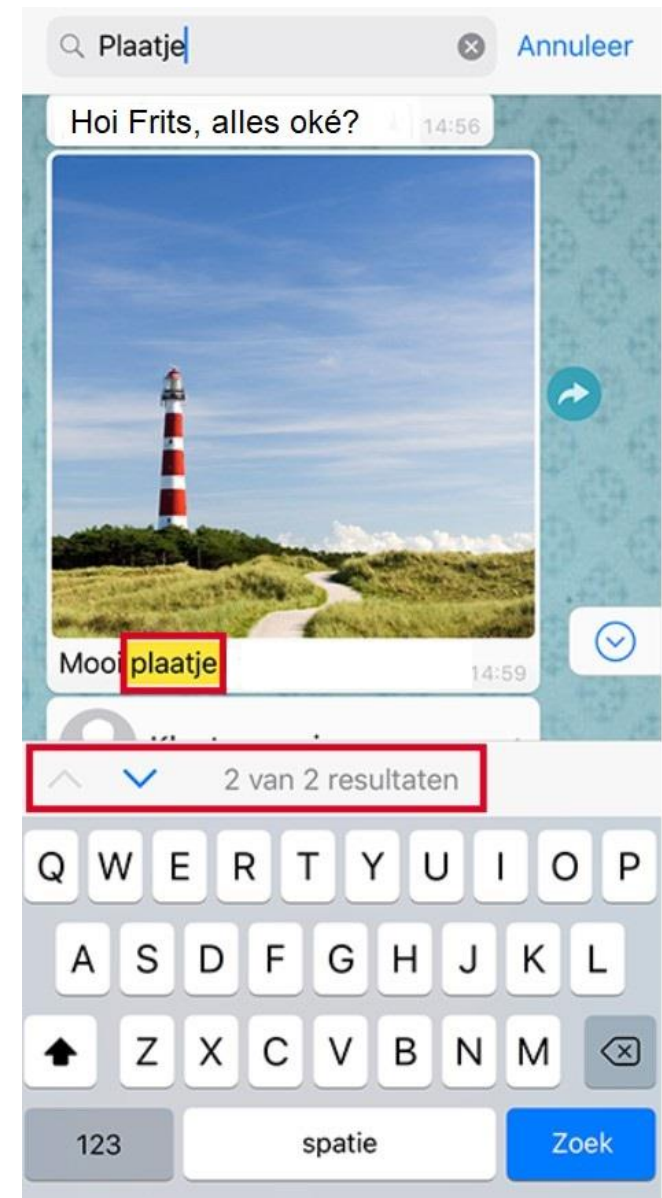 Plaatje Annuleer
Hoi Frits, alles oké? 14:56
Mooi plaatje 14:59
2 van 2 resultaten
Q W E R T Y U I O P
A S D F G H J K L
Z X C V B N M
123 spatie Zoek